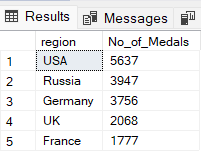 Results Messages
region No_of_Medals
1 USA 5637
2 Russia 3947
3 Germany 3756
4 UK 2068
5 France 1777